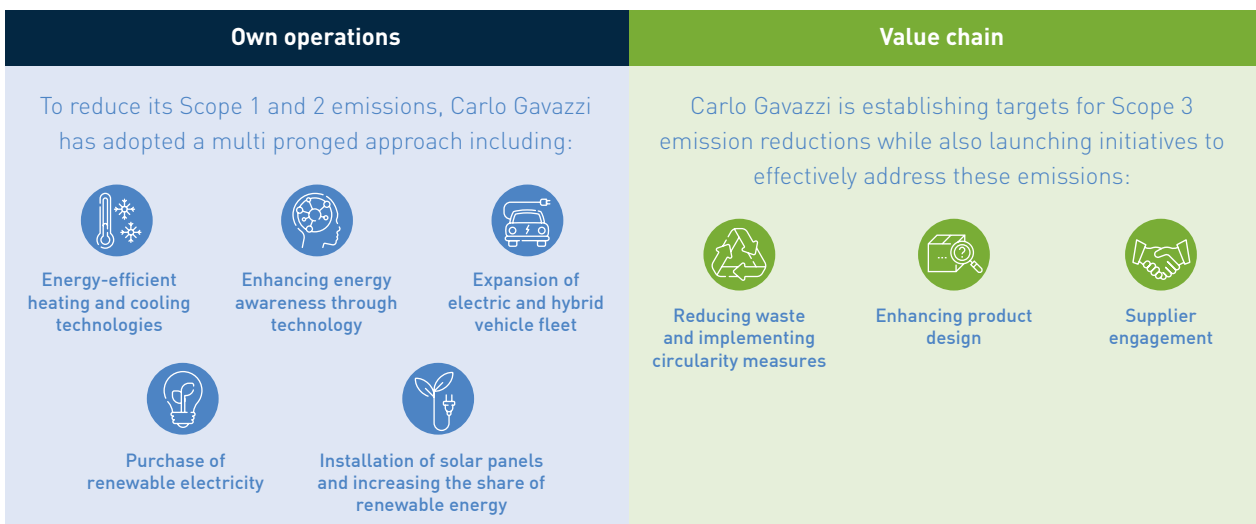 Own operations
To reduce its Scope 1 and 2 emissions, Carlo Gavazzi
has adopted a multi pronged approach including:
Energy-efficient
heating and cooling
technologies
Enhancing energy
awareness through
technology
Expansion of
electric and hybrid
vehicle fleet
Purchase of
renewable electricity
Installation of solar panels
and increasing the share of
renewable energy
Value chain
Carlo Gavazzi is establishing targets for Scope 3
emission reductions while also launching initiatives to
effectively address these emissions:
Reducing waste
and implementing
circularity measures
?
Enhancing product
design
Supplier
engagement